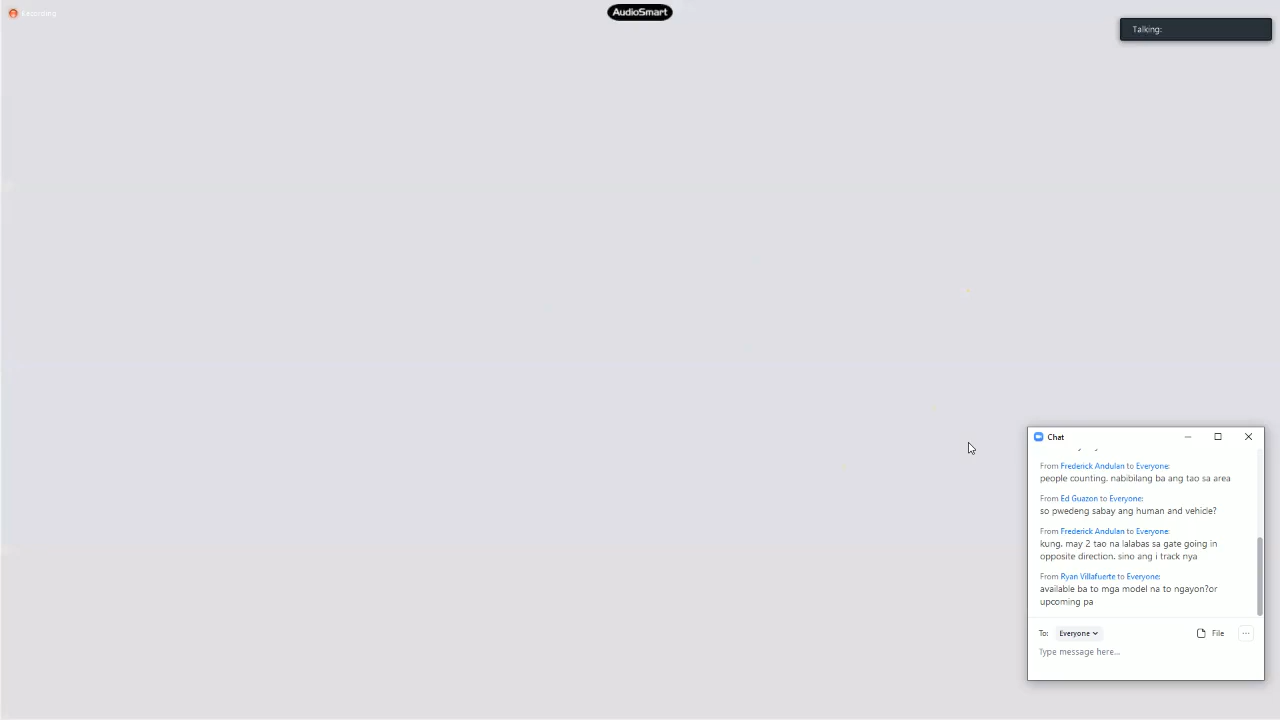 Recording
AudioSmart
Talking:
Chat
From Frederick Andulan to Everyone:
people counting. nabibilang ba ang tao sa area
From Ed Guazon to Everyone:
so pwedeng sabay ang human and vehicle?
From Frederick Andulan to Everyone:
kung. may 2 tao na lalabas sa gate going in
opposite direction. sino ang i track nya
From Ryan Villafuerte to Everyone:
available ba to mga model na to ngayon?or
upcoming pa
To: Everyone File
Type message here...